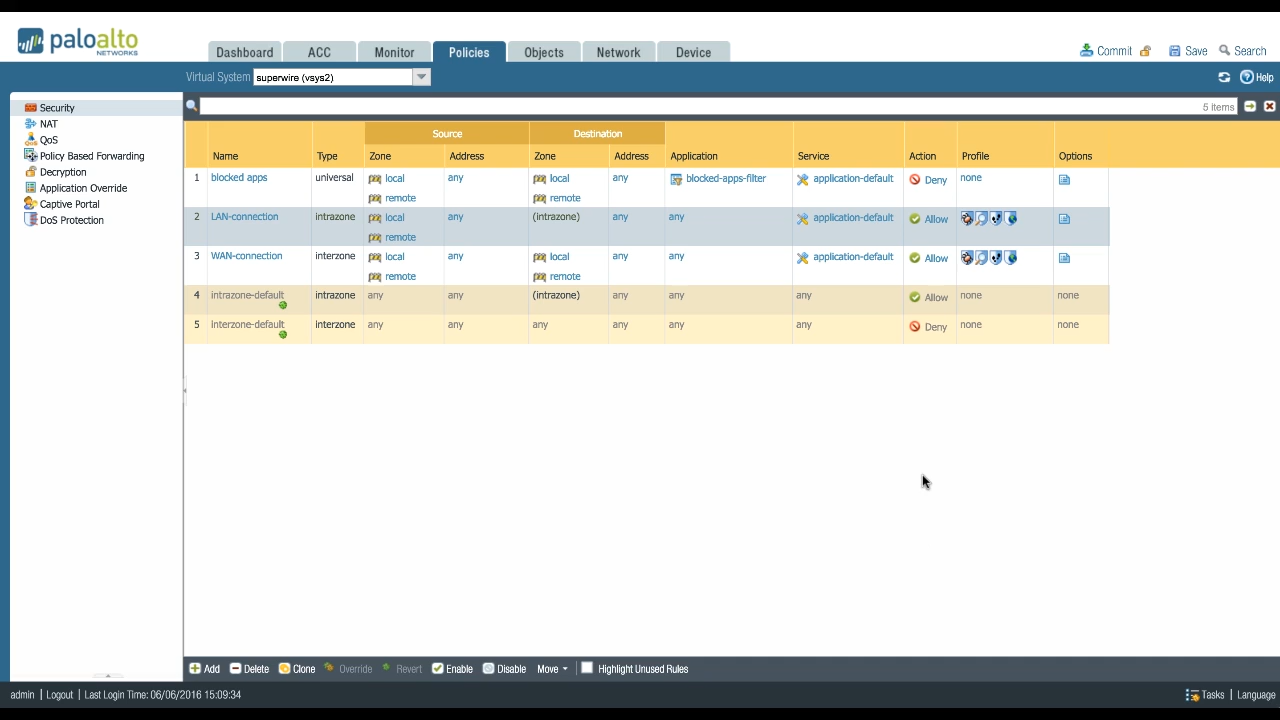 paloalto
NETWORKS
Dashboard ACC Monitor Policies Objects Network Device
Commit Save Search
Virtual System superwire (vsys2) Help
5 items
Security
NAT
QoS
Policy Based Forwarding
Decryption
Application Override
Captive Portal
DoS Protection
Source Destination
Name Type Zone Address Zone Address Application Service Action Profile Options
1 blocked apps universal local any local any blocked-apps-filter application-default Deny none
remote remote
2 LAN-connection intrazone local any (intrazone) any any application-default Allow
remote
3 WAN-connection interzone local any local any any application-default Allow
remote remote
4 intrazone-default intrazone any any (intrazone) any any any Allow none none
5 interzone-default interzone any any any any any any Deny none none
Add Delete Clone Override Revert Enable Disable Move Highlight Unused Rules
admin | Logout | Last Login Time: 06/06/2016 15:09:34 Tasks | Language